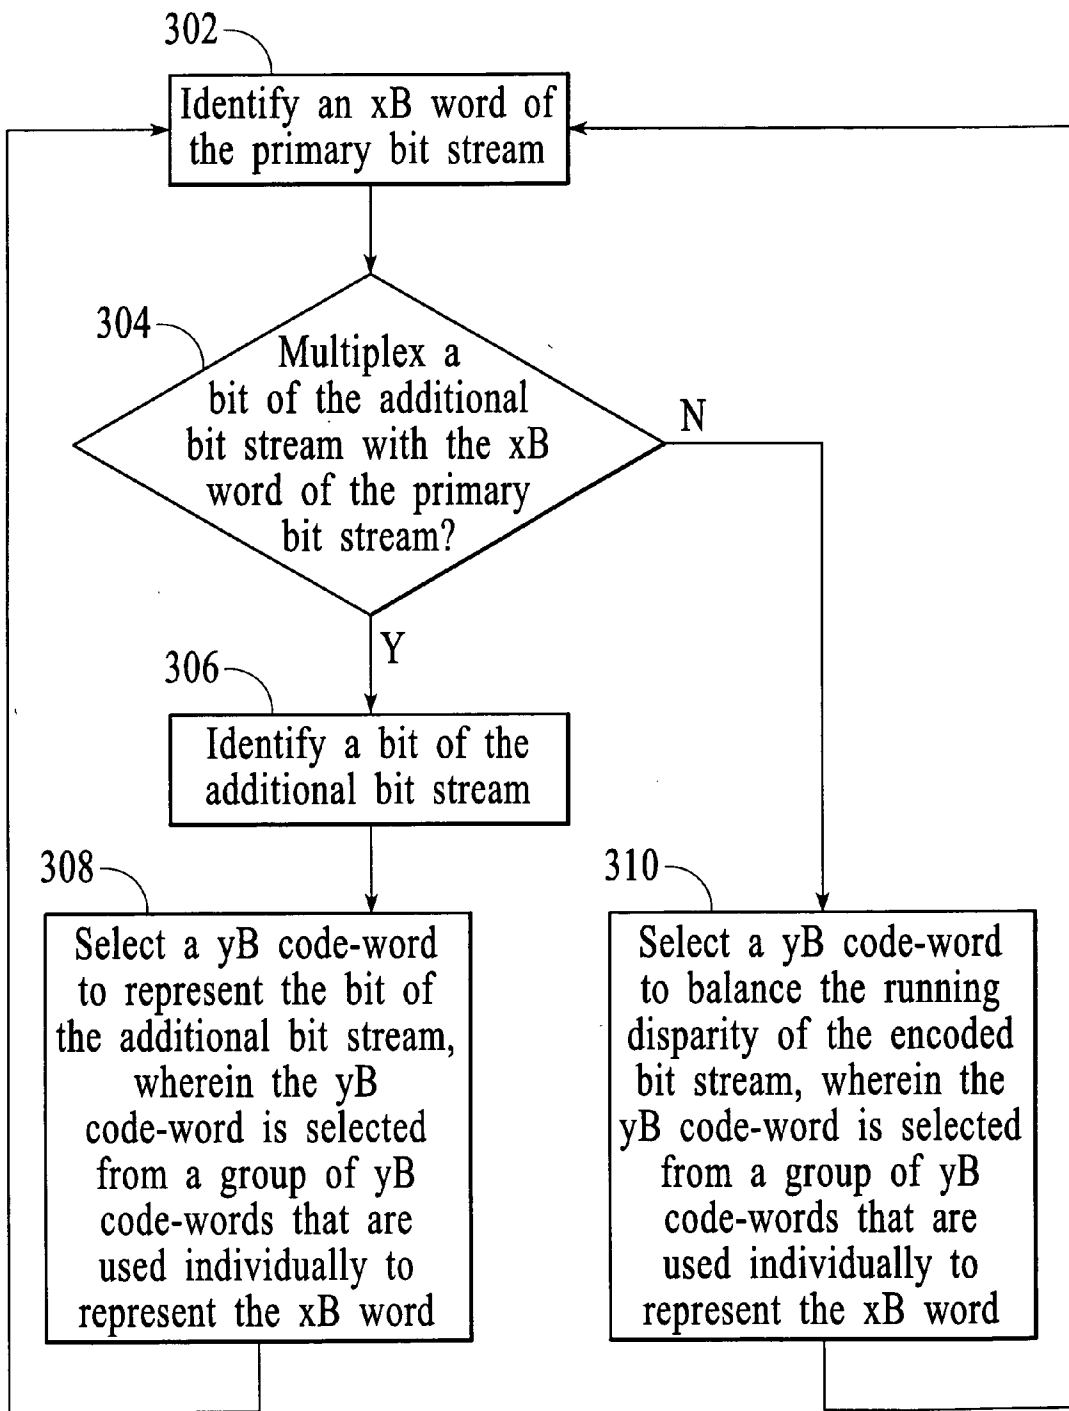 302
Identify an xB word of
the primary bit stream
304
Multiplex a
bit of the additional
bit stream with the xB
word of the primary
bit stream?
N
Y
306
Identify a bit of the
additional bit stream
308
Select a yB code-word
to represent the bit of
the additional bit stream,
wherein the yB
code-word is selected
from a group of yB
code-words that are
used individually to
represent the xB word
310
Select a yB code-word
to balance the running
disparity of the encoded
bit stream, wherein the
yB code-word is selected
from a group of yB
code-words that are
used individually to
represent the xB word